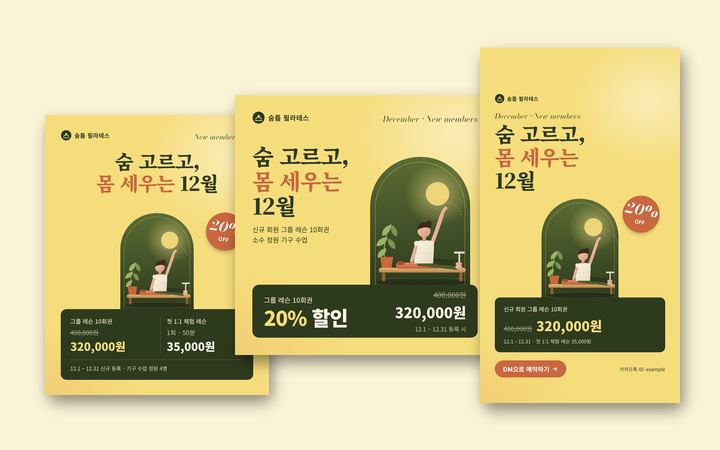 숨틈 필라테스
New member
숨 고르고,
몸 세우는 12월
20%
OFF
그룹 레슨 10회권
400,000원
320,000원
첫 1:1 체험 레슨
1회 · 50분
35,000원
12.1 – 12.31 신규 등록 · 기구 수업 정원 4명
숨틈 필라테스
December · New members
숨 고르고,
몸 세우는
12월
신규 회원 그룹 레슨 10회권
소수 정원 기구 수업
그룹 레슨 10회권
20% 할인
400,000원
320,000원
12.1 – 12.31 등록 시
숨틈 필라테스
December · New members
숨 고르고,
몸 세우는
12월
20%
OFF
신규 회원 그룹 레슨 10회권
400,000원 320,000원
12.1 – 12.31 · 첫 1:1 체험 레슨 35,000원
DM으로 예약하기 →
카카오톡 ID: example